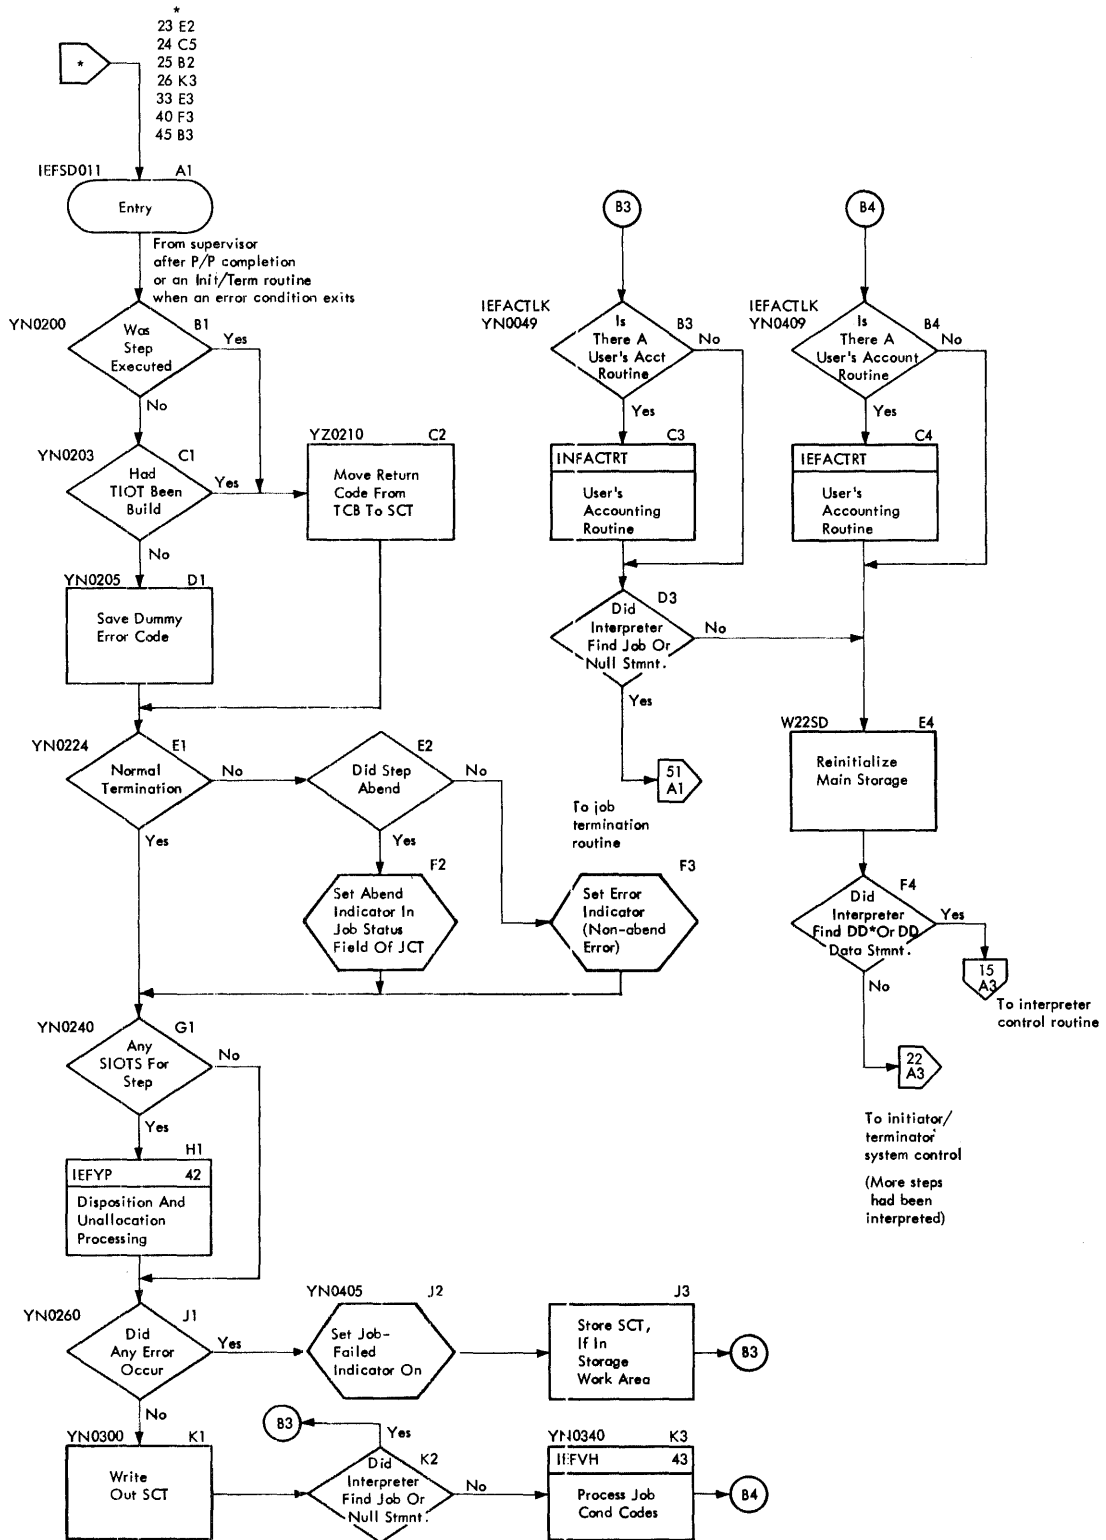 *
23 E2
24 C5
25 B2
26 K3
33 E3
40 F3
45 B3
*
IEFSD011 A1
Entry
From supervisor
after P/P completion
or an Init/Term routine
when an error condition exits
YN0200 B1
Was
Step
Executed
Yes
No
YN0203 C1
Had
TIOT Been
Build
Yes
No
YZ0210 C2
Move Return
Code From
TCB To SCT
YN0205 D1
Save Dummy
Error Code
YN0224 E1
Normal
Termination
No
Yes
E2
Did Step
Abend
No
Yes
F2
Set Abend
Indicator In
Job Status
Field Of JCT
F3
Set Error
Indicator
(Non-abend
Error)
YN0240 G1
Any
SIOTS For
Step
No
Yes
H1
IEFYP 42
Disposition And
Unallocation
Processing
YN0260 J1
Did
Any Error
Occur
Yes
No
YN0405 J2
Set Job-
Failed
Indicator On
J3
Store SCT,
If In
Storage
Work Area
B3
YN0300 K1
Write
Out SCT
B3
Yes
K2
Did
Interpreter
Find Job Or
Null Stmnt.
No
YN0340 K3
IEFVH 43
Process Job
Cond Codes
B4
B3
IEFACTLK
YN0049 B3
Is
There A
User's Acct
Routine
No
Yes
C3
INFACTRT
User's
Accounting
Routine
D3
Did
Interpreter
Find Job Or
Null Stmnt.
No
Yes
51
A1
To job
termination
routine
B4
IEFACTLK
YN0409 B4
Is
There A
User's Account
Routine
No
Yes
C4
IEFACTRT
User's
Accounting
Routine
W22SD E4
Reinitialize
Main Storage
F4
Did
Interpreter
Find DD*Or DD
Data Stmnt.
Yes
No
15
A3
To interpreter
control routine
22
A3
To initiator/
terminator
system control
(More steps
had been
interpreted)